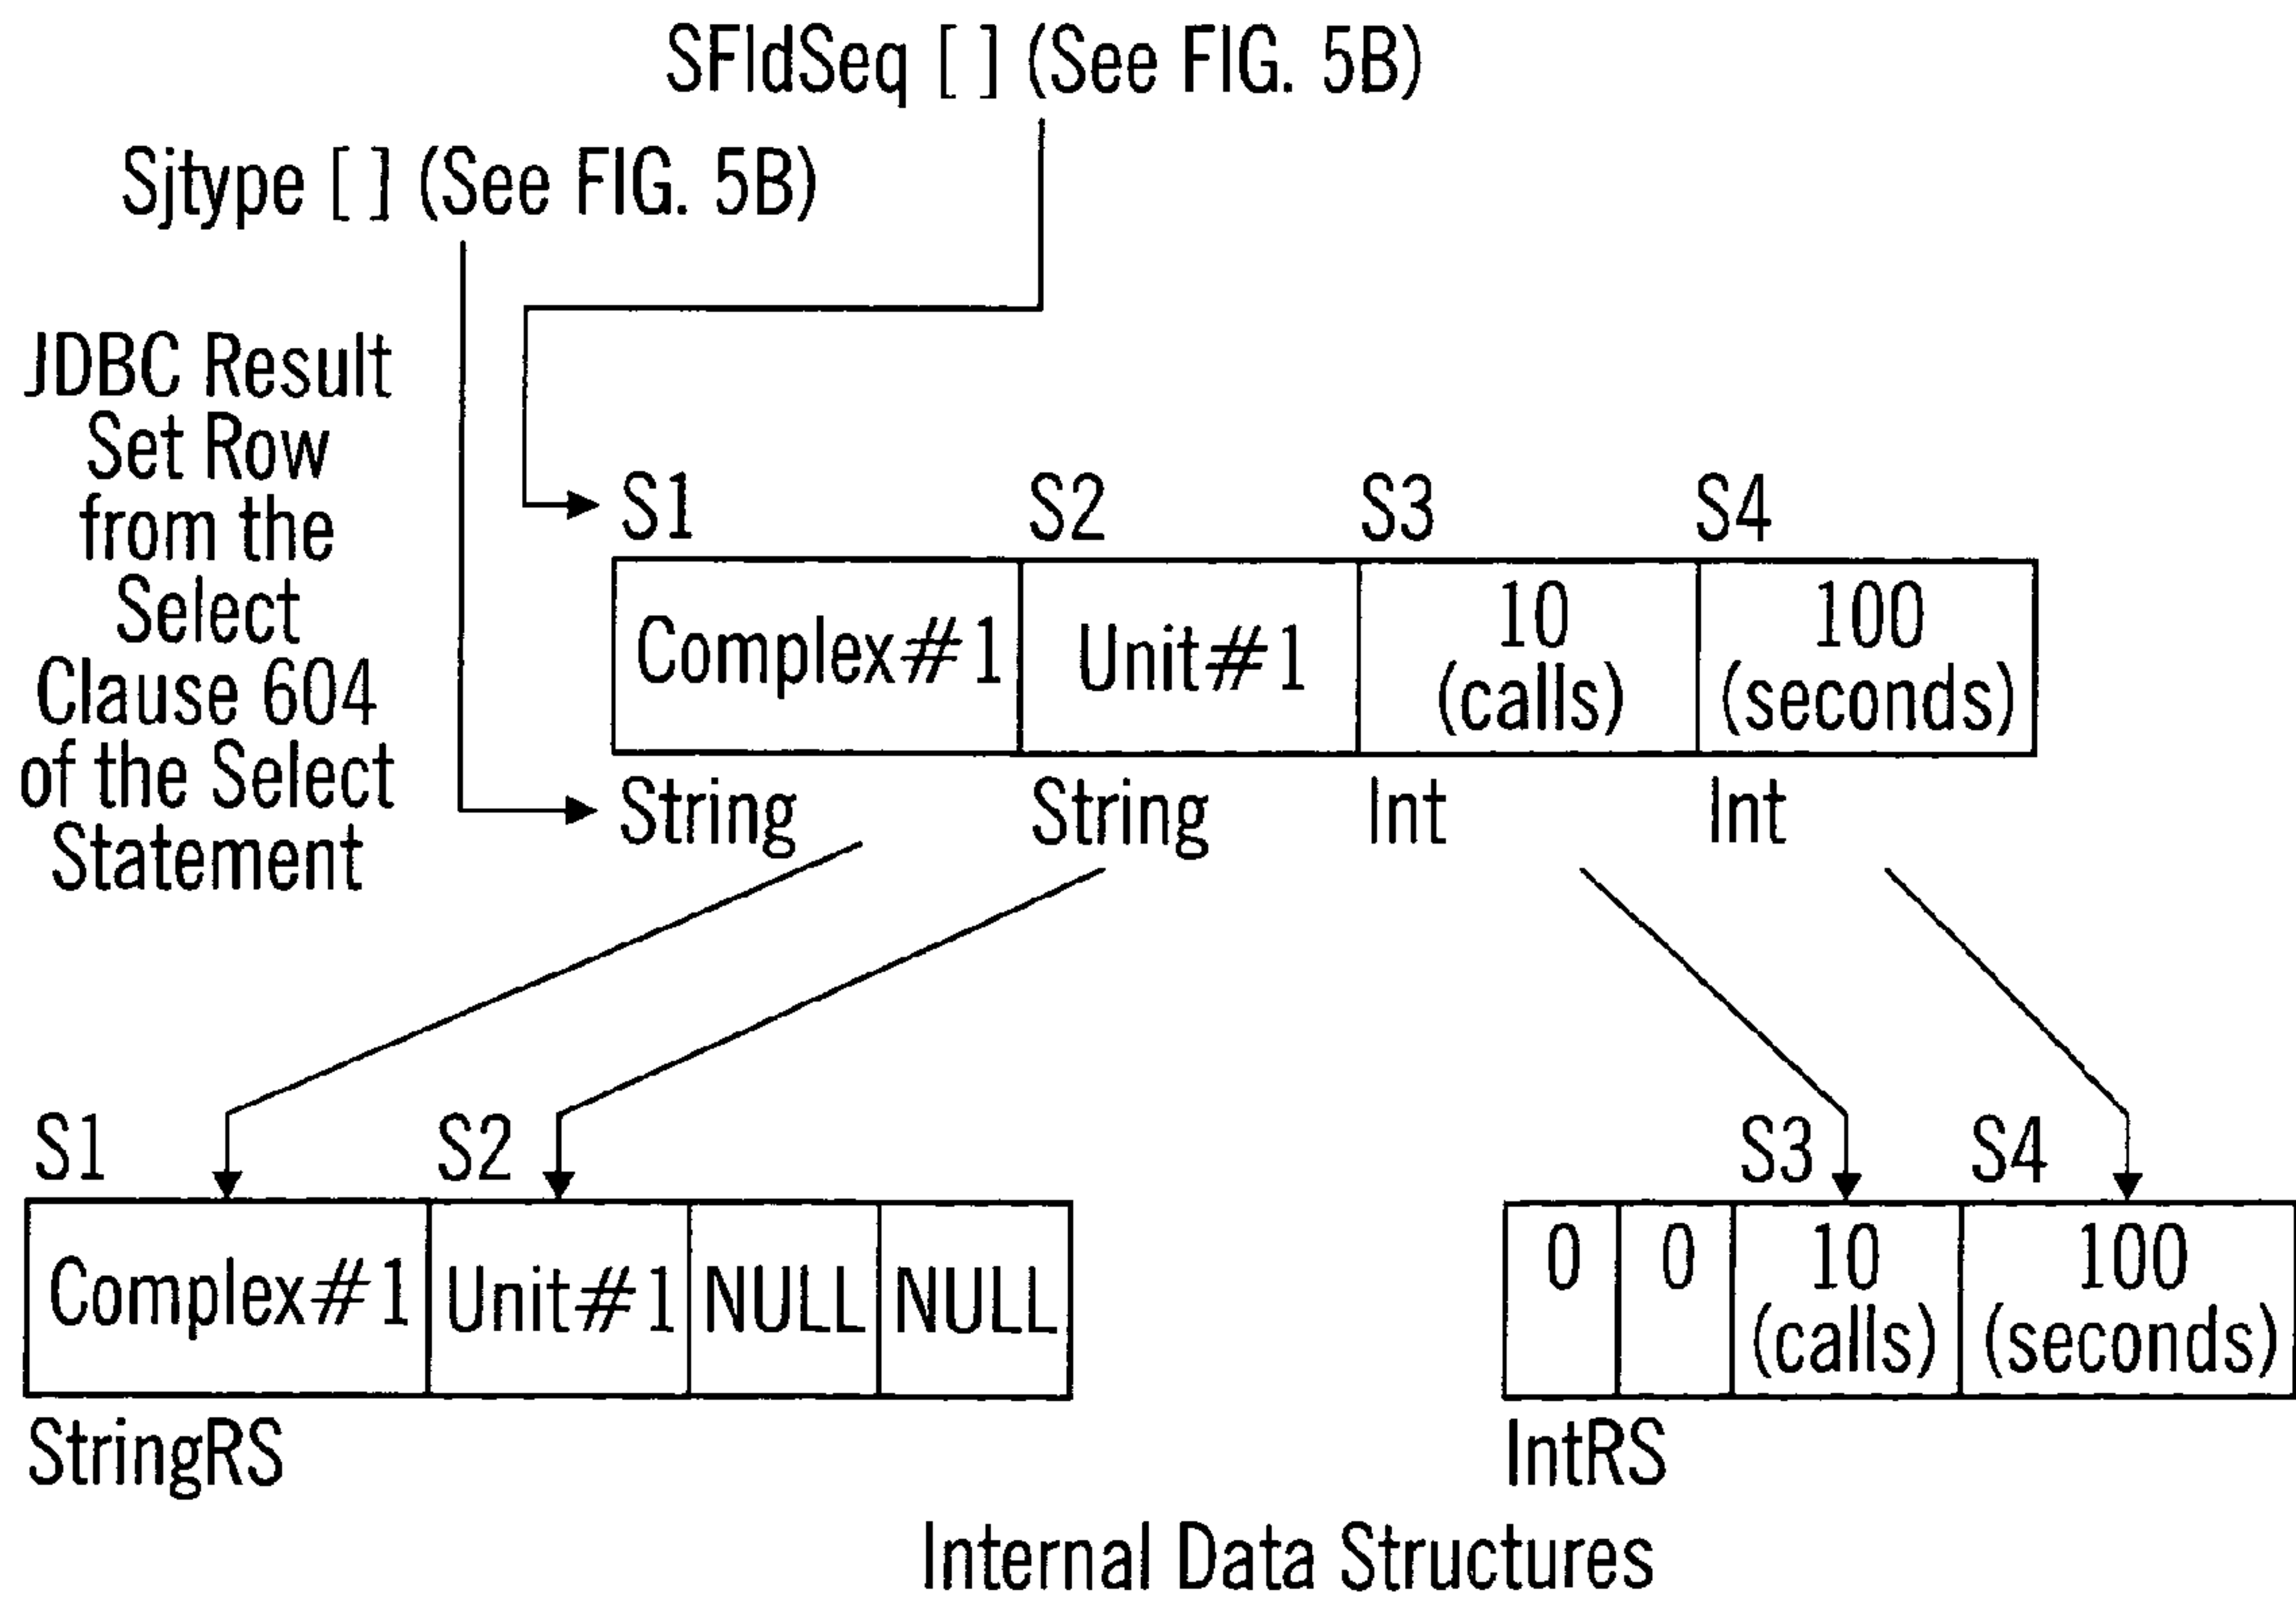 SFldSeq [ ] (See FIG. 5B)
Sjtype [ ] (See FIG. 5B)
JDBC Result
Set Row
from the
Select
Clause 604
of the Select
Statement
S1 S2 S3 S4
Complex#1 Unit#1 10 (calls) 100 (seconds)
String String Int Int
S1 S2
Complex#1 Unit#1 NULL NULL
StringRS
S3 S4
0 0 10 (calls) 100 (seconds)
IntRS
Internal Data Structures